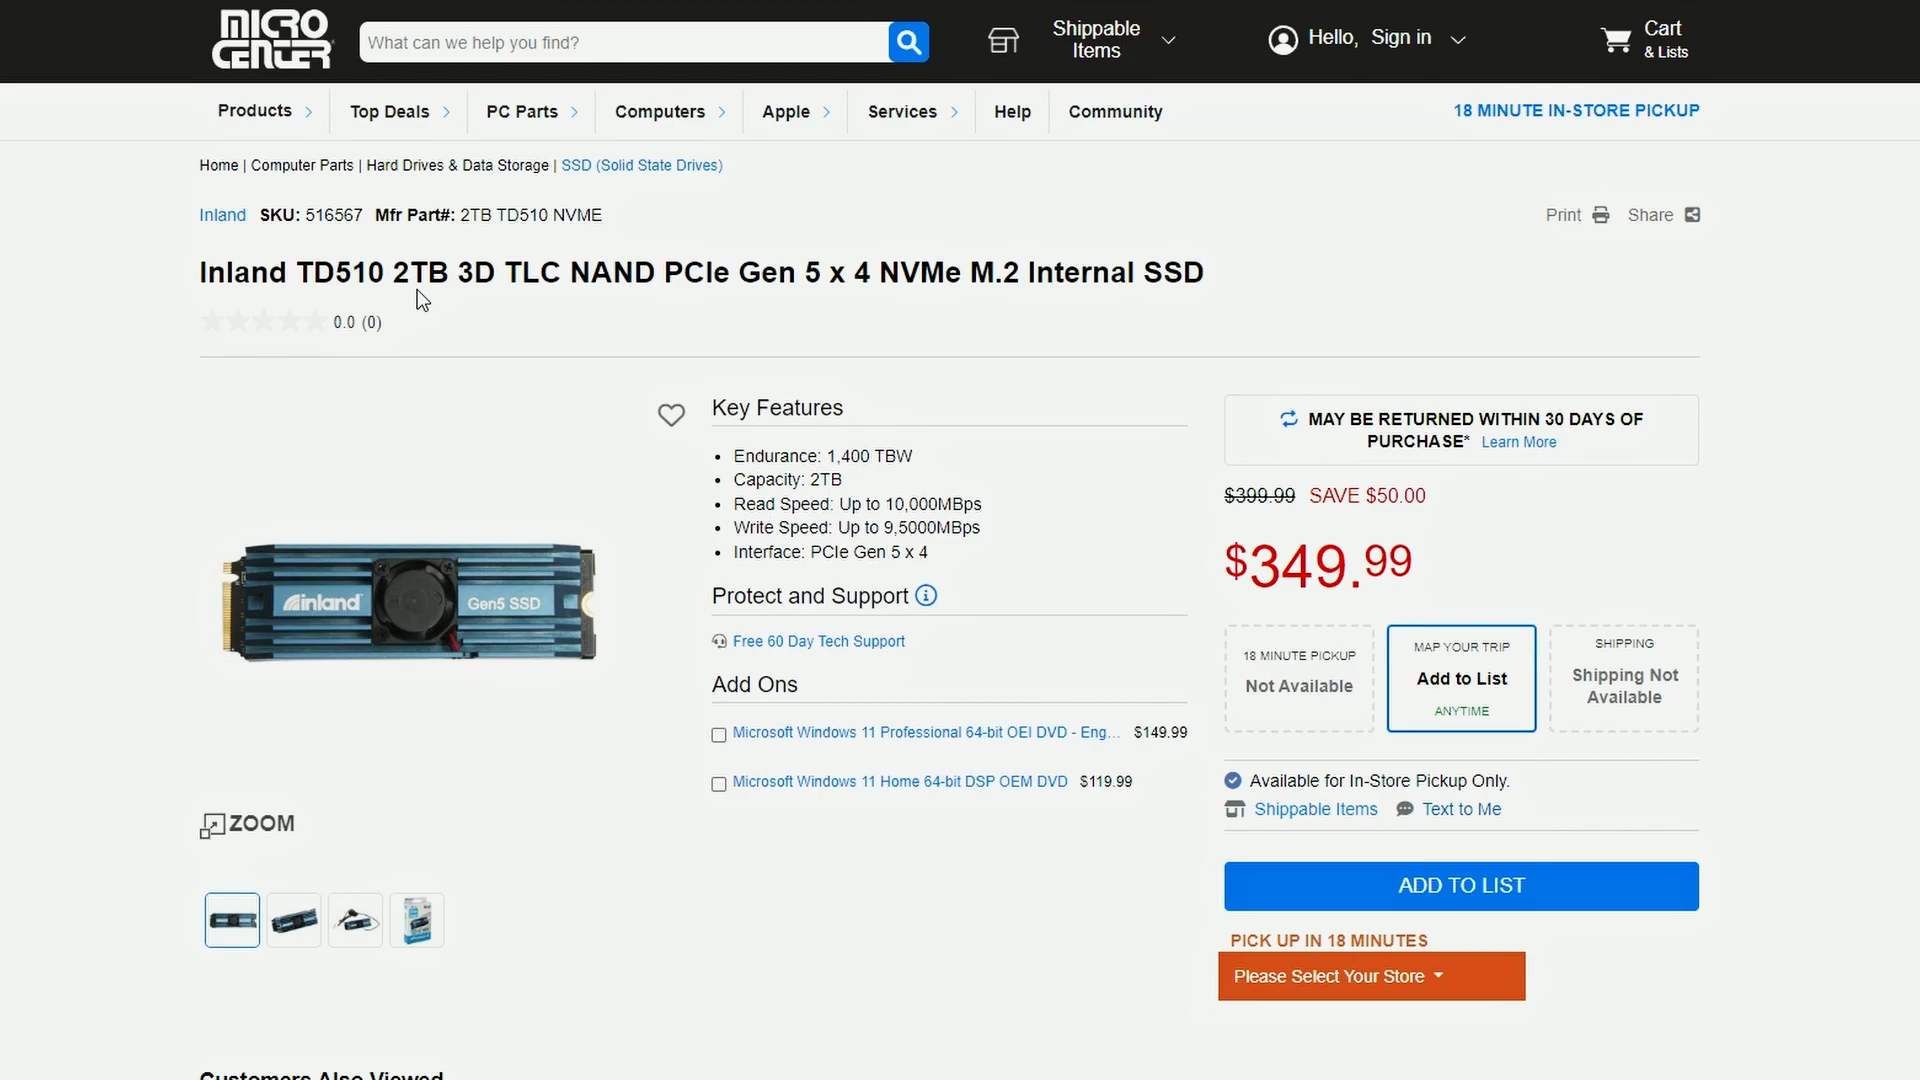 MICRO CENTER
What can we help you find?
Shippable Items
Hello, Sign in
Cart & Lists
Products
Top Deals
PC Parts
Computers
Apple
Services
Help
Community
18 MINUTE IN-STORE PICKUP
Home | Computer Parts | Hard Drives & Data Storage | SSD (Solid State Drives)
Inland SKU: 516567 Mfr Part#: 2TB TD510 NVME
Print
Share
Inland TD510 2TB 3D TLC NAND PCIe Gen 5 x 4 NVMe M.2 Internal SSD
0.0 (0)
inland
Gen5 SSD
ZOOM
Key Features
• Endurance: 1,400 TBW
• Capacity: 2TB
• Read Speed: Up to 10,000MBps
• Write Speed: Up to 9,5000MBps
• Interface: PCIe Gen 5 x 4
Protect and Support
Free 60 Day Tech Support
Add Ons
Microsoft Windows 11 Professional 64-bit OEI DVD - Eng... $149.99
Microsoft Windows 11 Home 64-bit DSP OEM DVD $119.99
MAY BE RETURNED WITHIN 30 DAYS OF
PURCHASE* Learn More
$399.99 SAVE $50.00
$349.99
18 MINUTE PICKUP
Not Available
MAP YOUR TRIP
Add to List
ANYTIME
SHIPPING
Shipping Not
Available
Available for In-Store Pickup Only.
Shippable Items
Text to Me
ADD TO LIST
PICK UP IN 18 MINUTES
Please Select Your Store
Customers Also Viewed